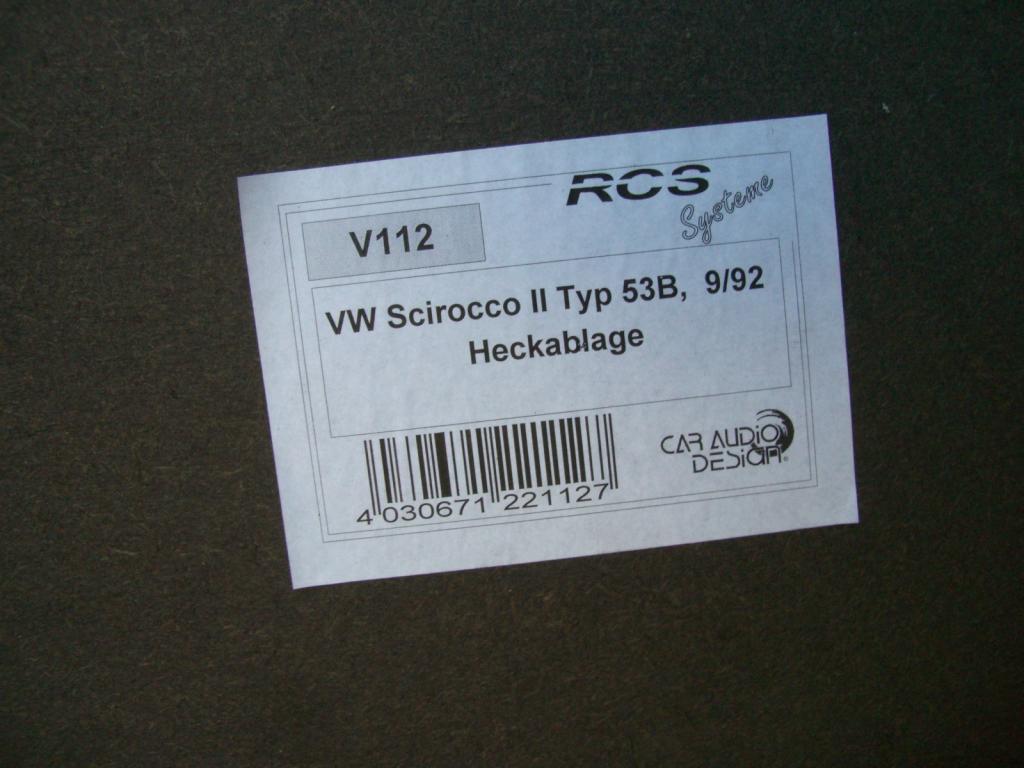 RCS
Systeme
V112
VW Scirocco II Typ 53B, 9/92
Heckablage
4 030671 221127
CAR AUDIO
DESIGN®